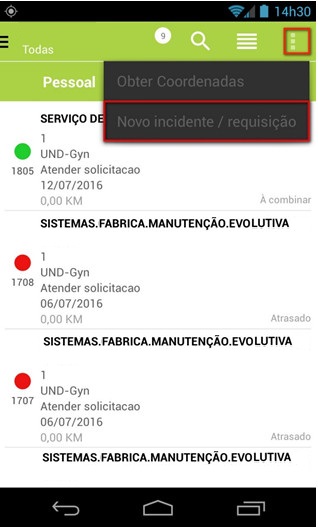 14h30
Todas
9
Pessoal
Obter Coordenadas
Novo incidente / requisição
SERVIÇO DE
1
UND-Gyn
1805
Atender solicitacao
12/07/2016
0,00 KM
À combinar
SISTEMAS.FABRICA.MANUTENÇÃO.EVOLUTIVA
1
UND-Gyn
1708
Atender solicitacao
06/07/2016
0,00 KM
Atrasado
SISTEMAS.FABRICA.MANUTENÇÃO.EVOLUTIVA
1
UND-Gyn
1707
Atender solicitacao
06/07/2016
0,00 KM
Atrasado
SISTEMAS.FABRICA.MANUTENÇÃO.EVOLUTIVA